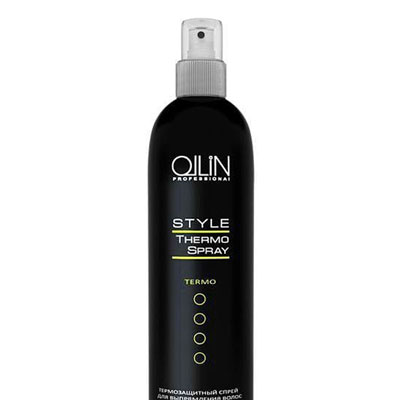 OLLIN
PROFESSIONAL
STYLE
THERMO
SPRAY
TERMO
ТЕРМОЗАЩИТНЫЙ СПРЕЙ
ДЛЯ ВЫПРЯМЛЕНИЯ ВОЛОС